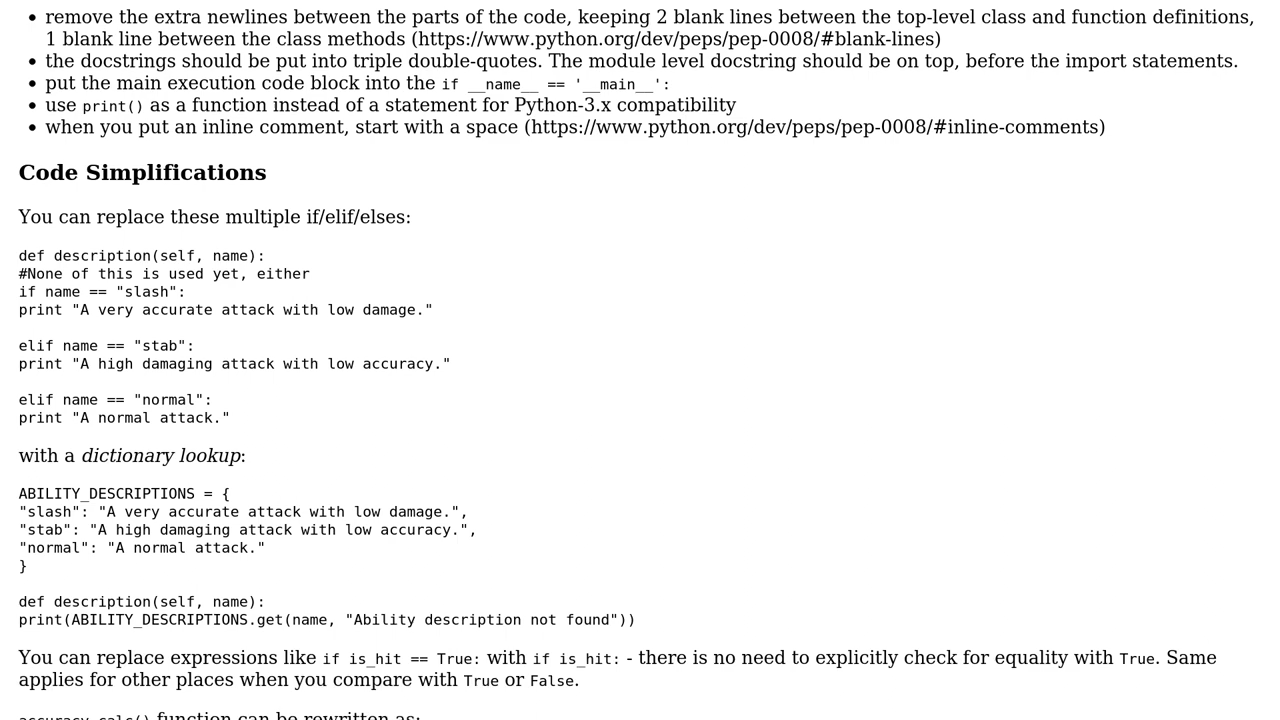 • remove the extra newlines between the parts of the code, keeping 2 blank lines between the top-level class and function definitions,
1 blank line between the class methods (https://www.python.org/dev/peps/pep-0008/#blank-lines)
• the docstrings should be put into triple double-quotes. The module level docstring should be on top, before the import statements.
• put the main execution code block into the if __name__ == '__main__':
• use print() as a function instead of a statement for Python-3.x compatibility
• when you put an inline comment, start with a space (https://www.python.org/dev/peps/pep-0008/#inline-comments)
Code Simplifications
You can replace these multiple if/elif/elses:
def description(self, name):
#None of this is used yet, either
if name == "slash":
print "A very accurate attack with low damage."
elif name == "stab":
print "A high damaging attack with low accuracy."
elif name == "normal":
print "A normal attack."
with a dictionary lookup:
ABILITY_DESCRIPTIONS = {
"slash": "A very accurate attack with low damage.",
"stab": "A high damaging attack with low accuracy.",
"normal": "A normal attack."
}
def description(self, name):
print(ABILITY_DESCRIPTIONS.get(name, "Ability description not found"))
You can replace expressions like if is_hit == True: with if is_hit: - there is no need to explicitly check for equality with True. Same
applies for other places when you compare with True or False.
accuracy_calc() function can be rewritten as: